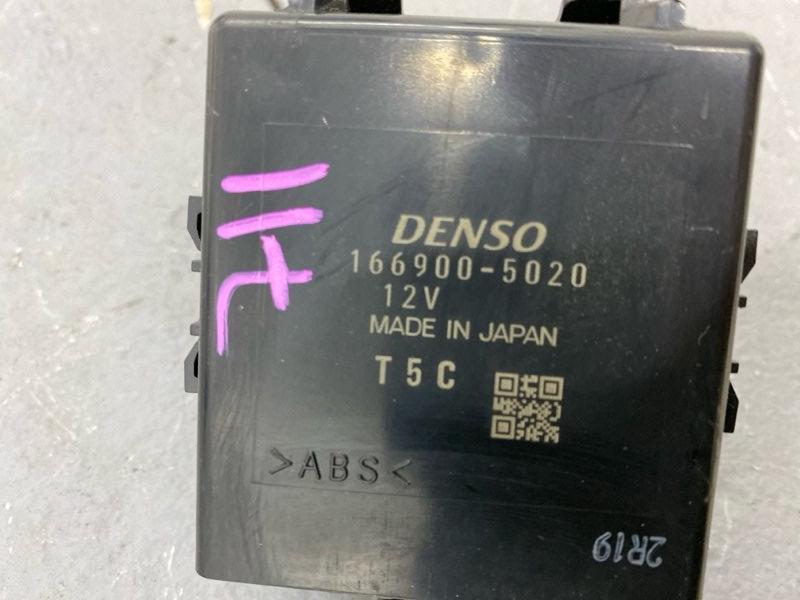 DENSO
166900-5020
12V
MADE IN JAPAN
T5C
>ABS<
2R19